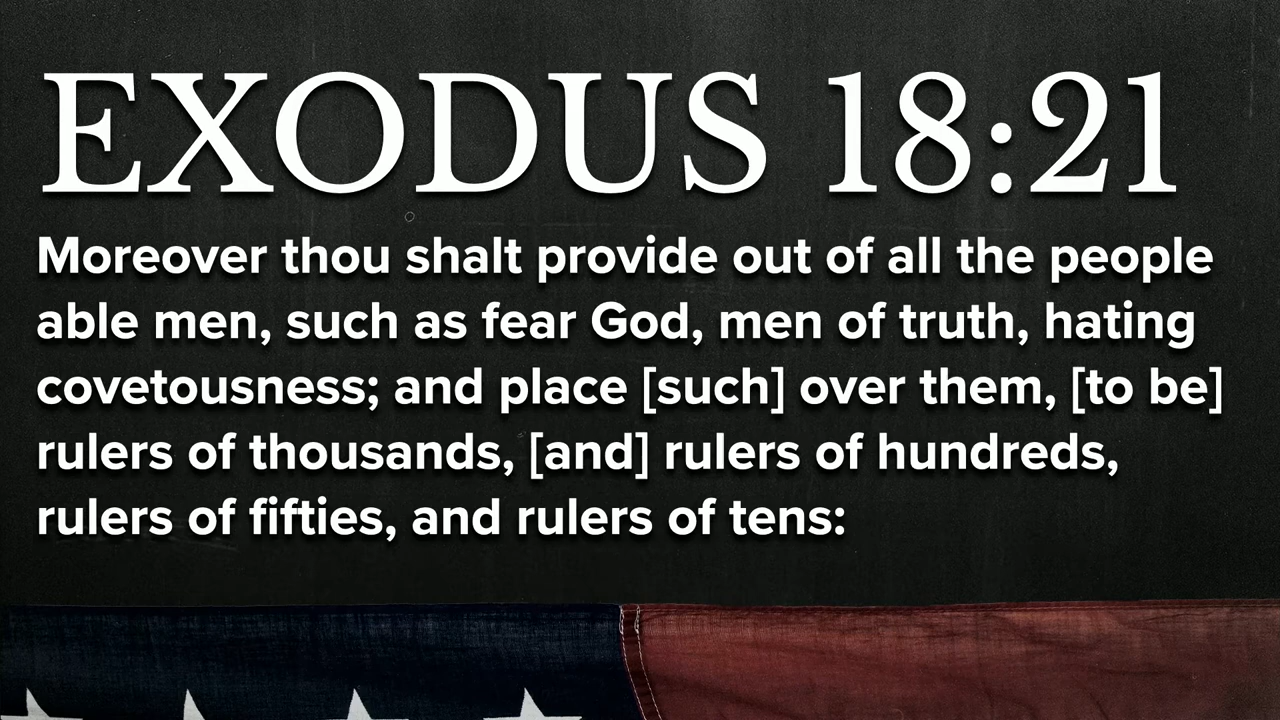 EXODUS 18:21
Moreover thou shalt provide out of all the people
able men, such as fear God, men of truth, hating
covetousness; and place [such] over them, [to be]
rulers of thousands, [and] rulers of hundreds,
rulers of fifties, and rulers of tens: